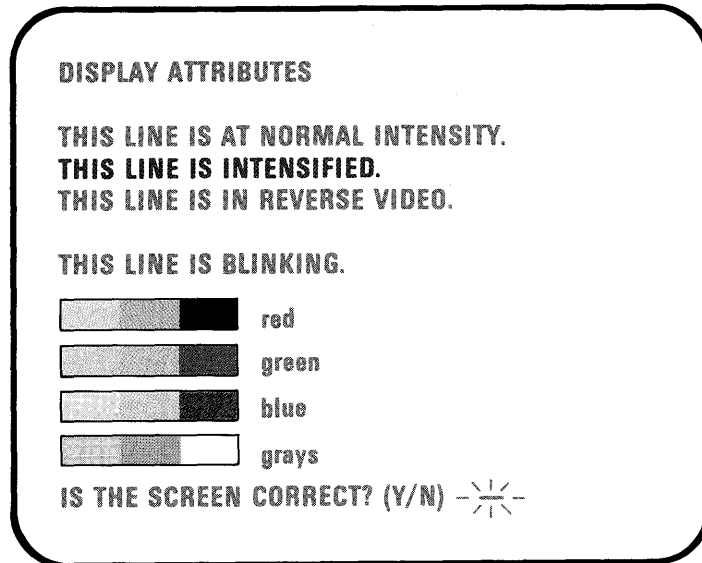 DISPLAY ATTRIBUTES
THIS LINE IS AT NORMAL INTENSITY.
THIS LINE IS INTENSIFIED.
THIS LINE IS IN REVERSE VIDEO.
THIS LINE IS BLINKING.
red
green
blue
grays
IS THE SCREEN CORRECT? (Y/N) –